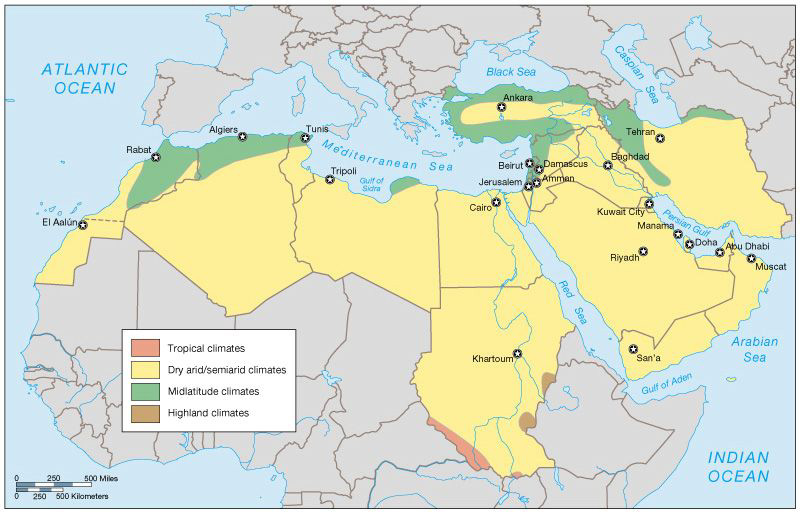 ATLANTIC
OCEAN
Black Sea
Caspian Sea
Ankara
Algiers
Tunis
Tehran
Rabat
Mediterranean Sea
Beirut
Damascus
Baghdad
Tripoli
Gulf of
Sidra
Jerusalem
Amman
Cairo
Kuwait City
El Aalún
Persian Gulf
Manama
Doha
Abu Dhabi
Riyadh
Muscat
Red Sea
Arabian
Sea
Khartoum
San'a
Gulf of Aden
Tropical climates
Dry arid/semiarid climates
Midlatitude climates
Highland climates
INDIAN
OCEAN
0 250 500 Miles
0 250 500 Kilometers